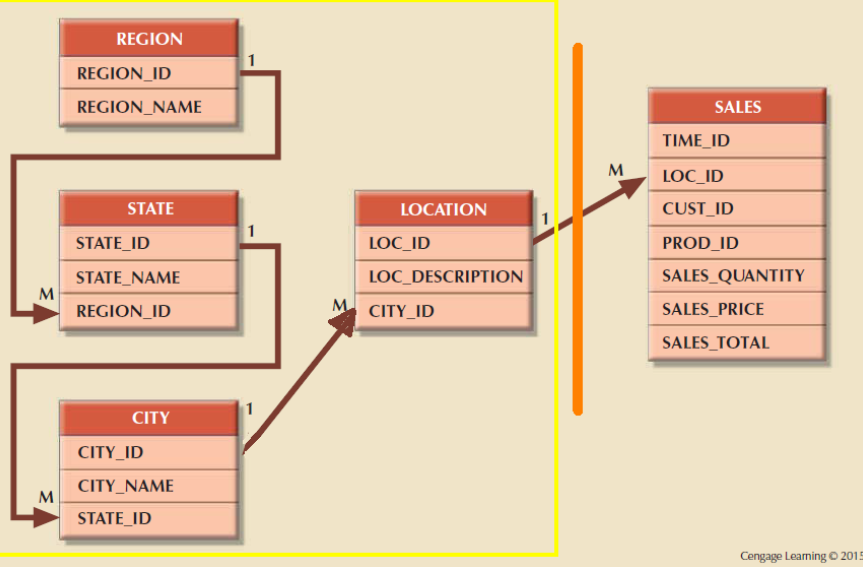 REGION
1
REGION_ID
REGION_NAME
STATE
1
STATE_ID
STATE_NAME
M
REGION_ID
CITY
1
CITY_ID
CITY_NAME
M
STATE_ID
LOCATION
1
LOC_ID
LOC_DESCRIPTION
M
CITY_ID
SALES
TIME_ID
M
LOC_ID
CUST_ID
PROD_ID
SALES_QUANTITY
SALES_PRICE
SALES_TOTAL
Cengage Learning © 2015